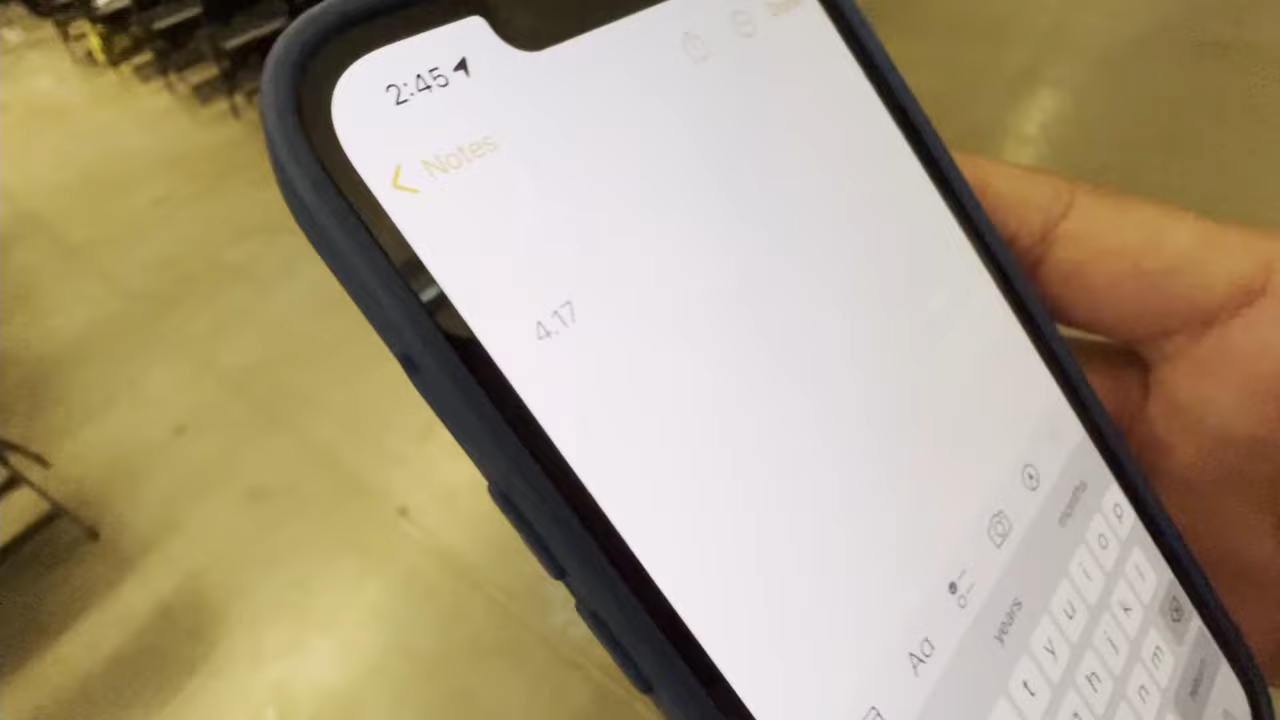 2:45
Notes
4.17
Aa
years
months
t y u i o p
h j k l
n m